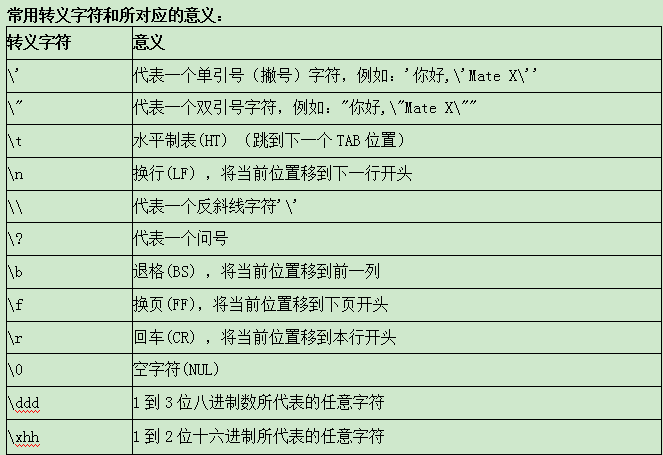 常用转义字符和所对应的意义：
转义字符 意义
\' 代表一个单引号（撇号）字符，例如：'你好,\'Mate X\''
\" 代表一个双引号字符，例如："你好,\"Mate X\""
\t 水平制表(HT) （跳到下一个TAB位置）
\n 换行(LF) ，将当前位置移到下一行开头
\\ 代表一个反斜线字符'\'
\? 代表一个问号
\b 退格(BS) ，将当前位置移到前一列
\f 换页(FF)，将当前位置移到下页开头
\r 回车(CR) ，将当前位置移到本行开头
\0 空字符(NUL)
\ddd 1到3位八进制数所代表的任意字符
\xhh 1到2位十六进制所代表的任意字符